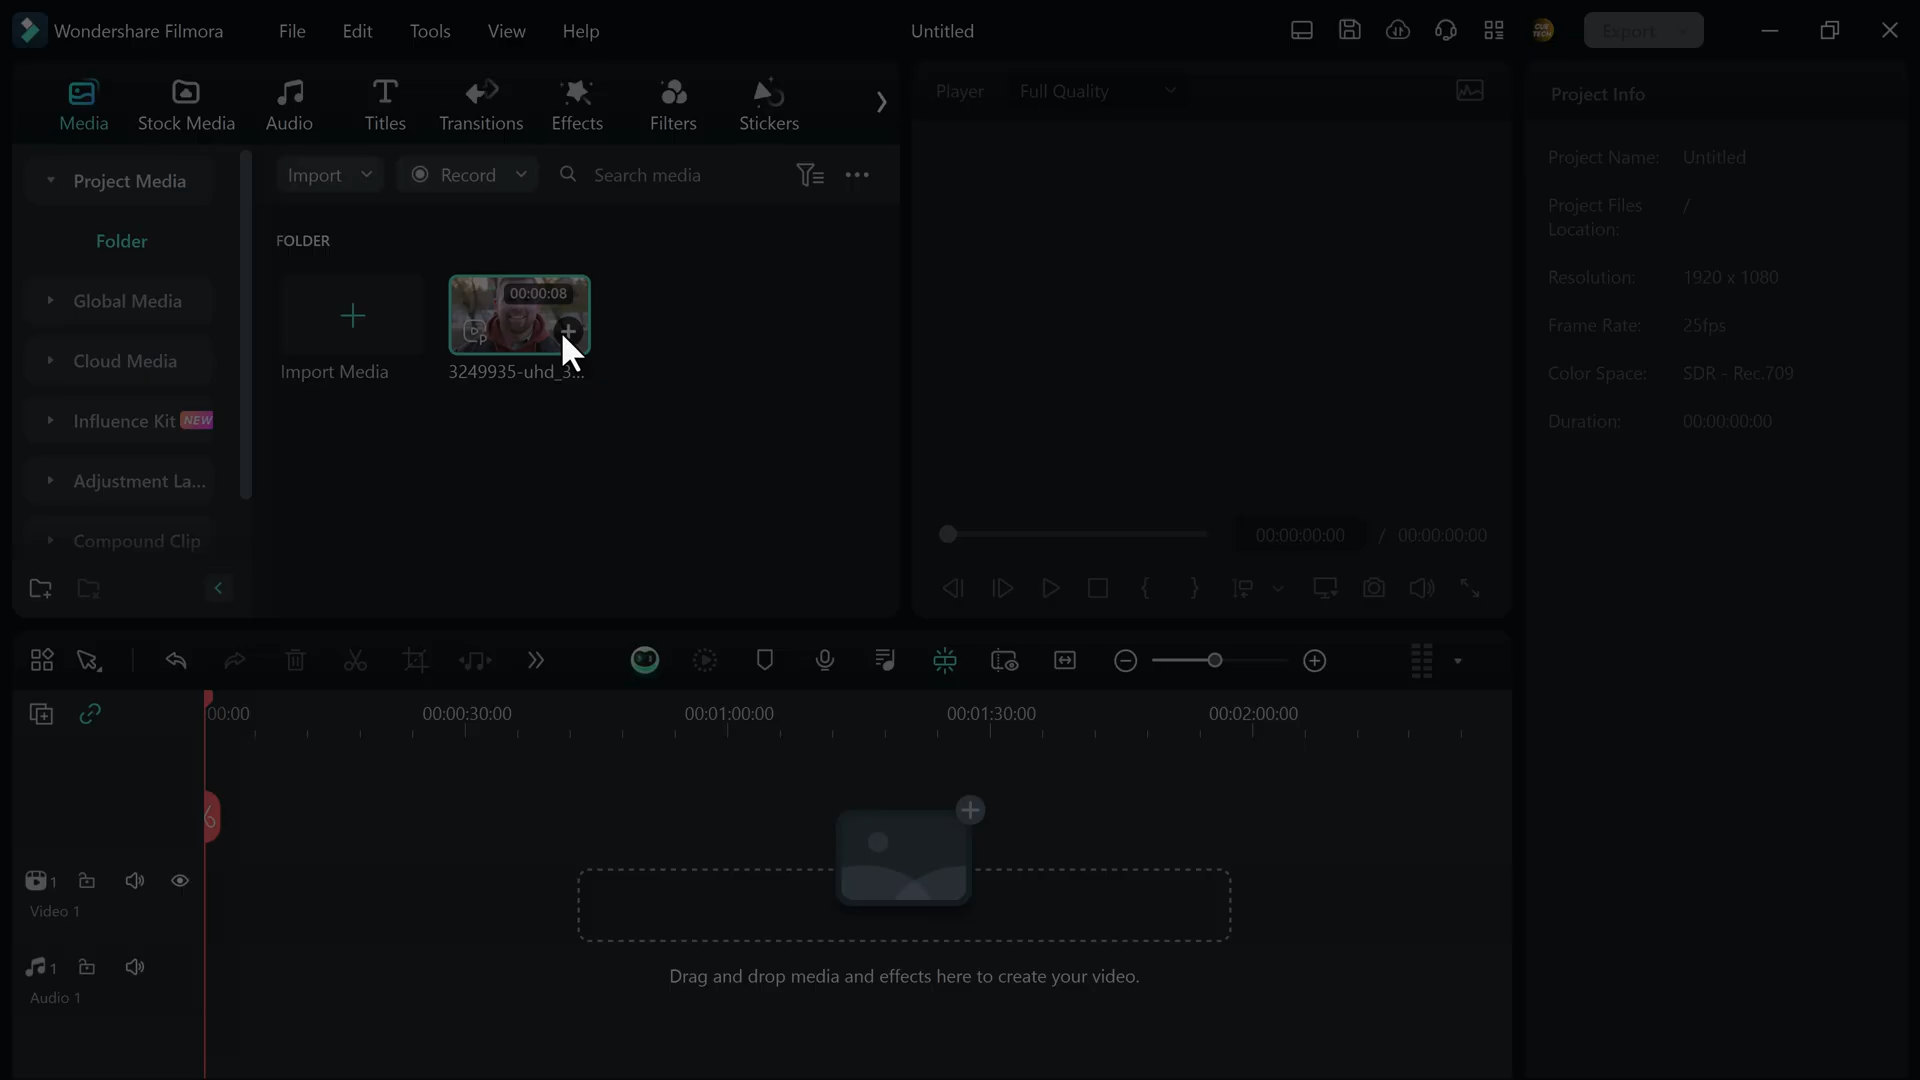 Wondershare Filmora
File
Edit
Tools
View
Help
Untitled
CUE TECH
Export
Media
Stock Media
Audio
Titles
Transitions
Effects
Filters
Stickers
Player
Full Quality
Project Info
Project Media
Folder
Global Media
Cloud Media
Influence Kit NEW
Adjustment La...
Compound Clip
Import
Record
Search media
FOLDER
00:00:08
Import Media
3249935-uhd_3...
Project Name: Untitled
Project Files Location: /
Resolution: 1920 x 1080
Frame Rate: 25fps
Color Space: SDR - Rec.709
Duration: 00:00:00:00
00:00:00:00 / 00:00:00:00
00:00
00:00:30:00
00:01:00:00
00:01:30:00
00:02:00:00
1
Video 1
1
Audio 1
Drag and drop media and effects here to create your video.